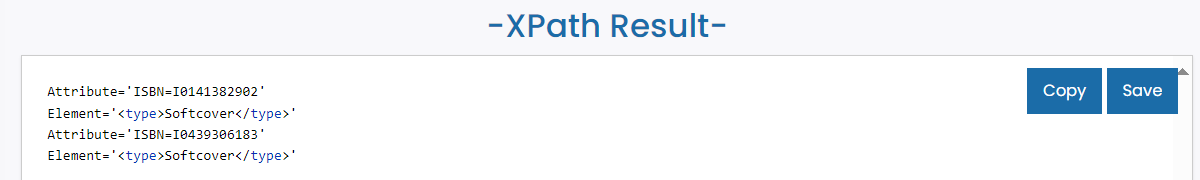 -XPath Result-
Copy Save
Attribute='ISBN=I0141382902'
Element='<type>Softcover</type>'
Attribute='ISBN=I0439306183'
Element='<type>Softcover</type>'